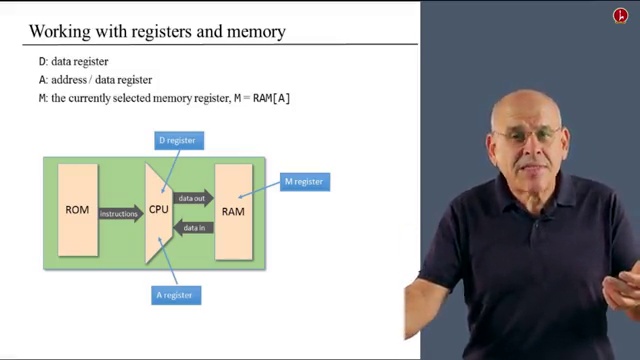 Working with registers and memory
D: data register
A: address / data register
M: the currently selected memory register, M = RAM[A]
D register
M register
ROM
instructions
CPU
data out
data in
RAM
A register